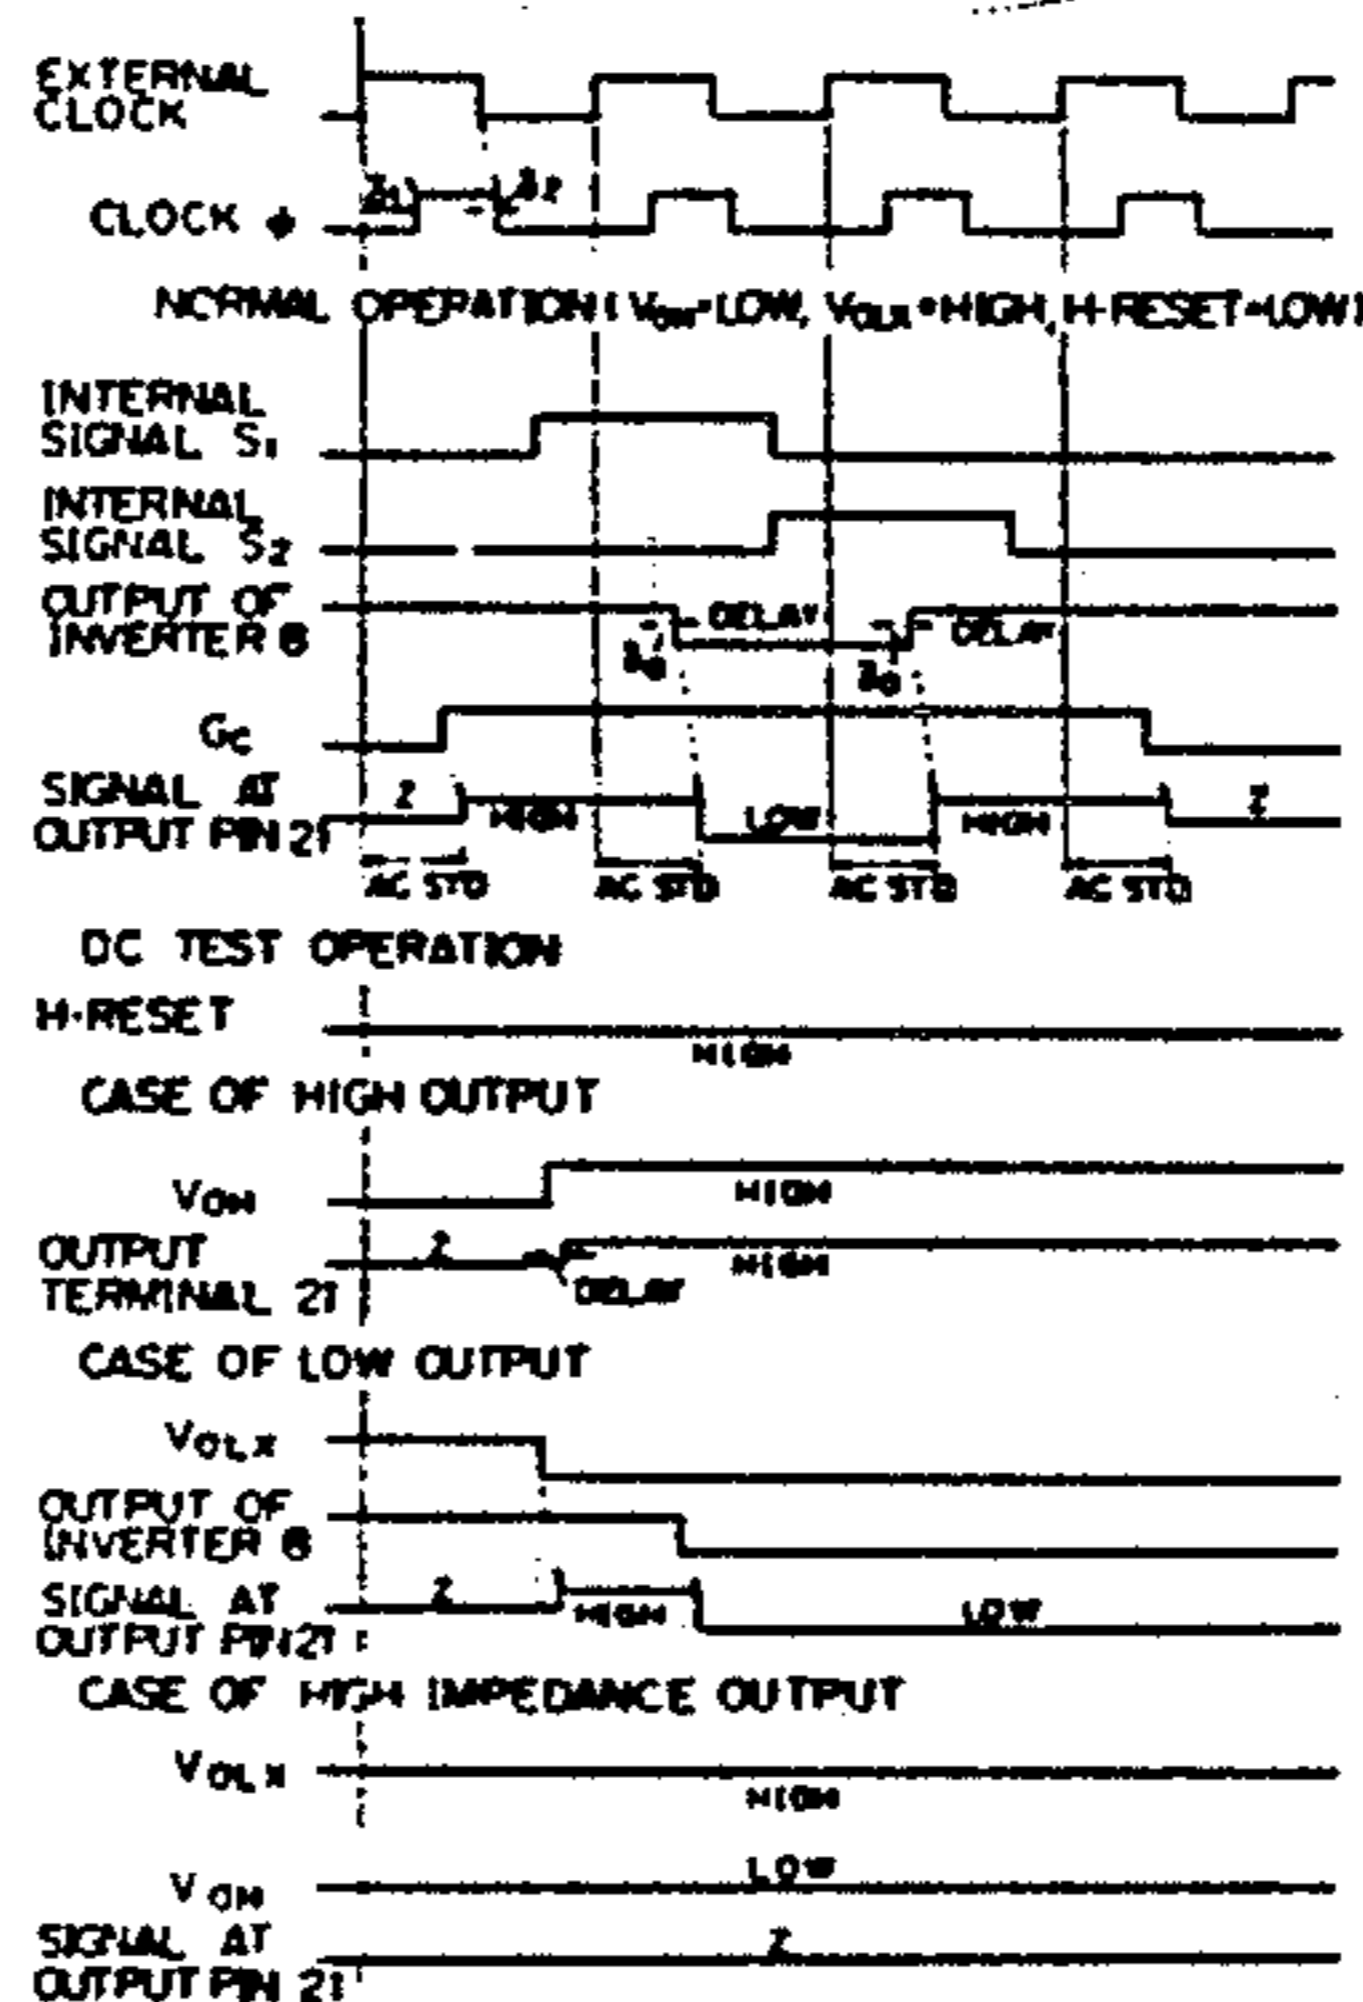 EXTERNAL
CLOCK
CLOCK ϕ
NORMAL OPERATION ( VOH=LOW, VOLX=HIGH, H-RESET=LOW )
INTERNAL
SIGNAL S1
INTERNAL
SIGNAL S2
OUTPUT OF
INVERTER 8
DELAY
DELAY
GC
SIGNAL AT
OUTPUT PIN 21
Z
HIGH
LOW
HIGH
Z
AC STD
AC STD
AC STD
AC STD
DC TEST OPERATION
H-RESET
HIGH
CASE OF HIGH OUTPUT
VOH
HIGH
OUTPUT
TERMINAL 21
Z
HIGH
DELAY
CASE OF LOW OUTPUT
VOLX
OUTPUT OF
INVERTER 8
SIGNAL AT
OUTPUT PIN 21
Z
HIGH
LOW
CASE OF HIGH IMPEDANCE OUTPUT
VOLX
HIGH
VOH
LOW
SIGNAL AT
OUTPUT PIN 21
Z